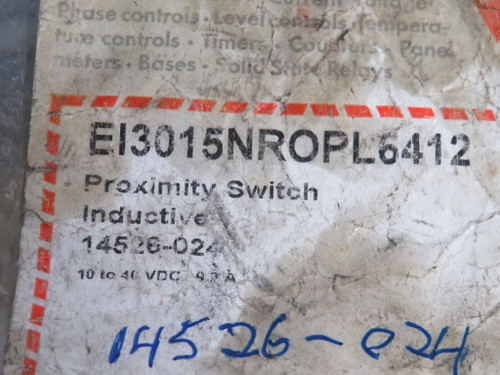 Phase controls · Level controls · Tempera-
ture controls · Timers · Counters · Panel
meters · Bases · Solid State Relays
EI3015NROPL6412
Proximity Switch
Inductive
14526-024
10 to 40 VDC A
14526-024